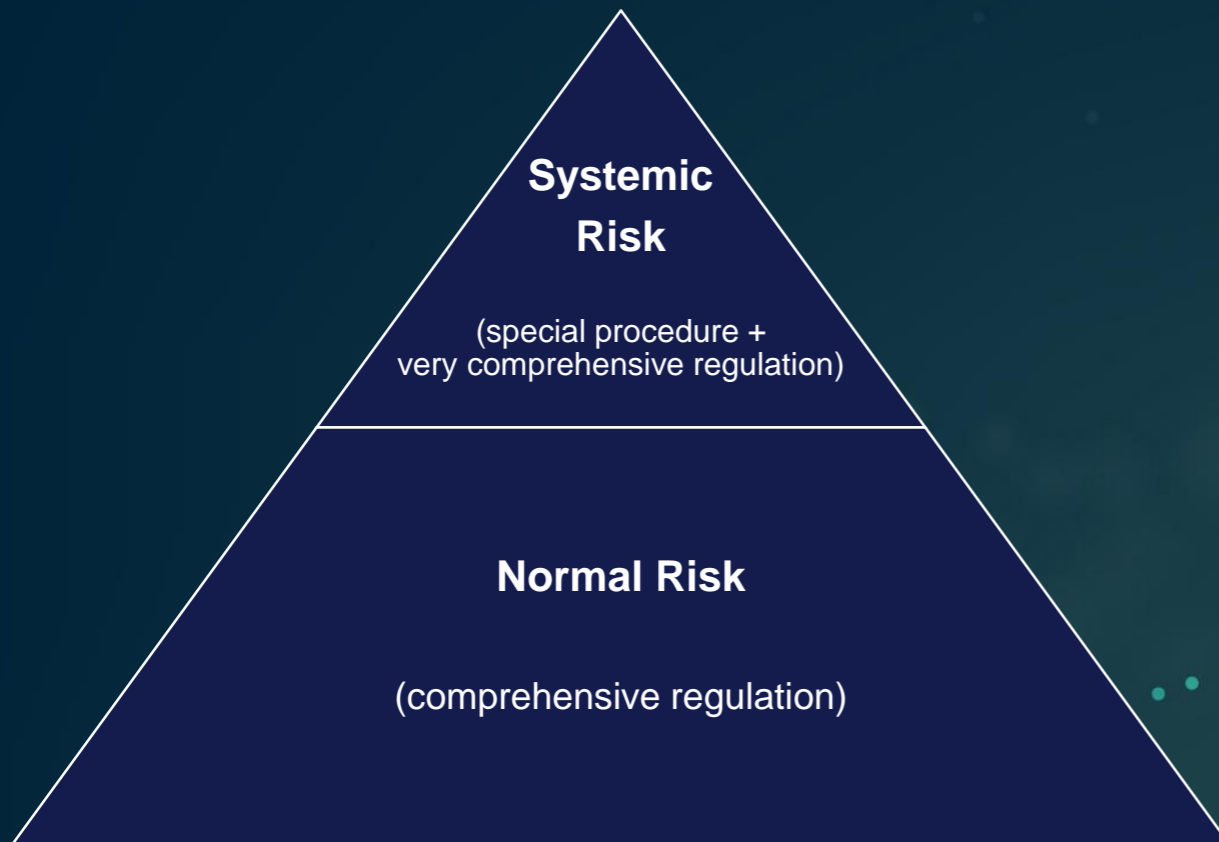 Systemic
Risk
(special procedure +
very comprehensive regulation)
Normal Risk
(comprehensive regulation)